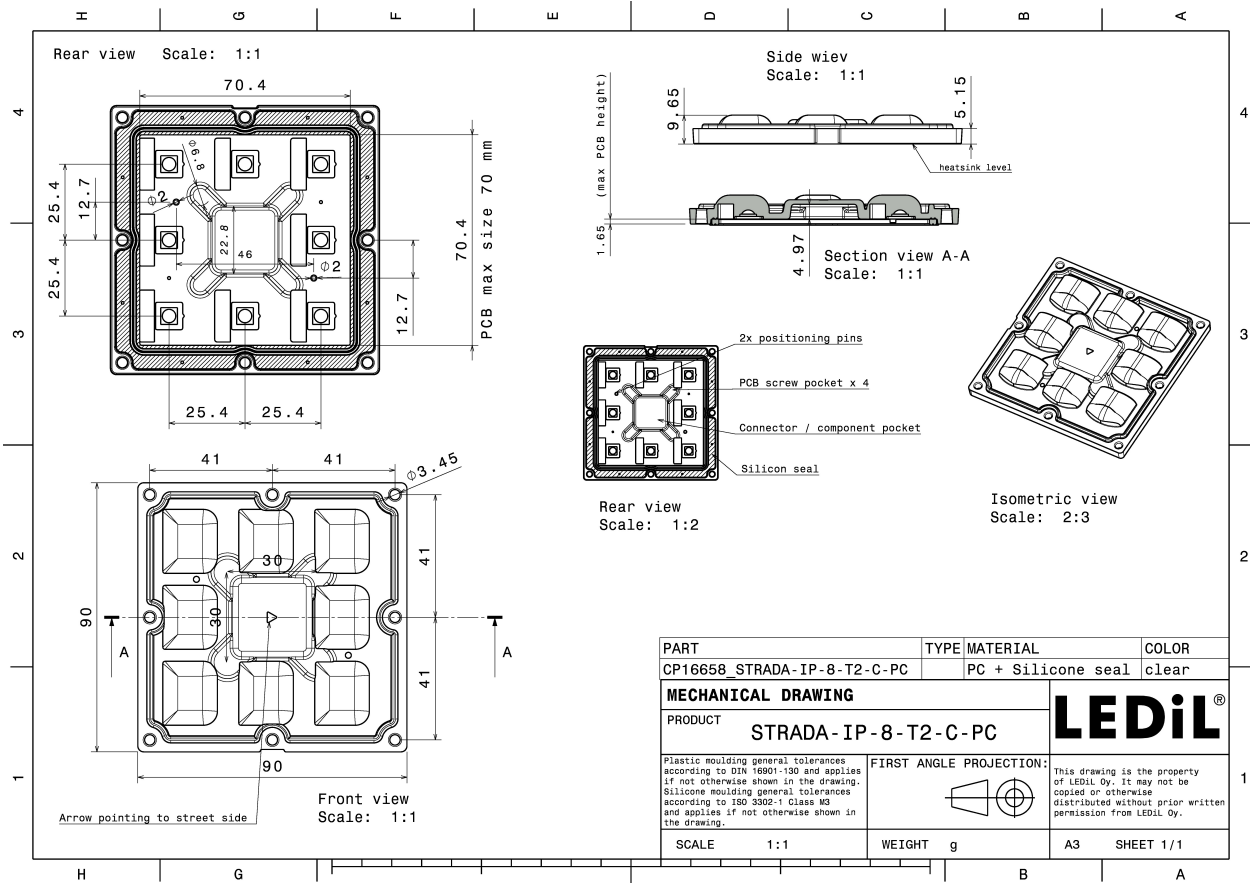 H G F E D C B A
Rear view Scale: 1:1
70.4
Ø6.8
Ø2
25.4
12.7
25.4
22.8
46
Ø2
12.7
70.4
PCB max size 70 mm
25.4 25.4
Side wiev
Scale: 1:1
(max PCB height)
1.65
9.65
5.15
heatsink level
4.97
Section view A-A
Scale: 1:1
2x positioning pins
PCB screw pocket x 4
Connector / component pocket
Silicon seal
Rear view
Scale: 1:2
Isometric view
Scale: 2:3
41 41
Ø3.45
30
30
41
41
90
90
A A
Arrow pointing to street side
Front view
Scale: 1:1
4 4
3 3
2 2
1 1
PART TYPE MATERIAL COLOR
CP16658_STRADA-IP-8-T2-C-PC PC + Silicone seal clear
MECHANICAL DRAWING
PRODUCT
STRADA-IP-8-T2-C-PC
LEDiL®
Plastic moulding general tolerances
according to DIN 16901-130 and applies
if not otherwise shown in the drawing.
Silicone moulding general tolerances
according to ISO 3302-1 Class M3
and applies if not otherwise shown in
the drawing.
FIRST ANGLE PROJECTION:
This drawing is the property
of LEDiL Oy. It may not be
copied or otherwise
distributed without prior written
permission from LEDiL Oy.
SCALE 1:1 WEIGHT g A3 SHEET 1/1
H G B A